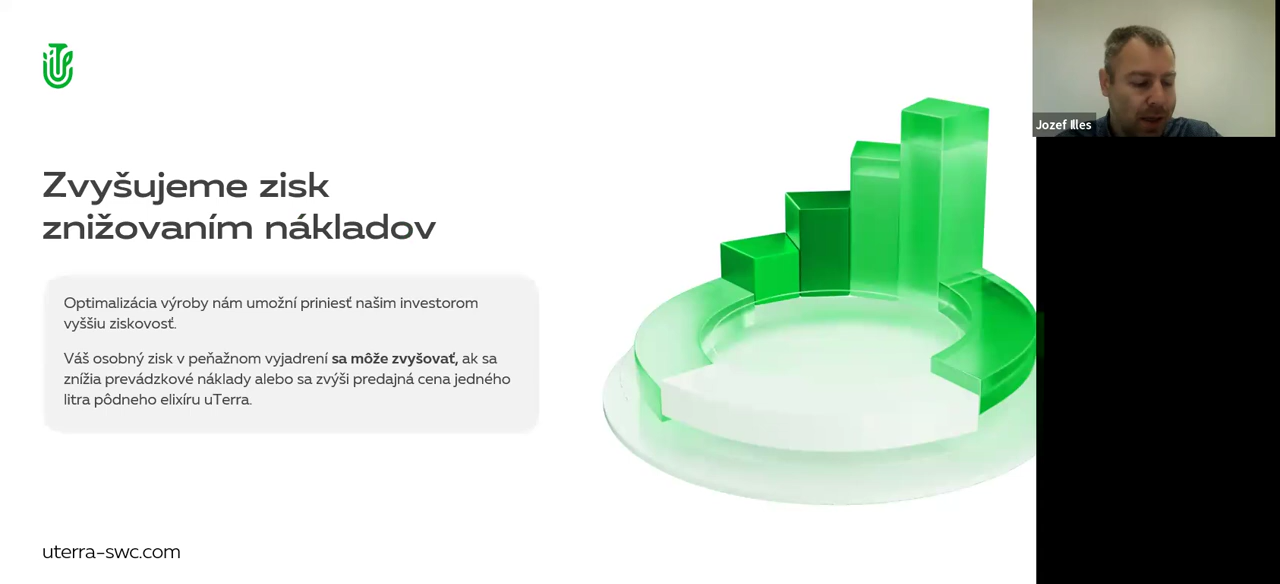 Zvyšujeme zisk
znižovaním nákladov
Optimalizácia výroby nám umožní priniesť našim investorom
vyššiu ziskovosť.
Váš osobný zisk v peňažnom vyjadrení sa môže zvyšovať, ak sa
znížia prevádzkové náklady alebo sa zvýši predajná cena jedného
litra pôdneho elixíru uTerra.
uterra-swc.com
Jozef Illes